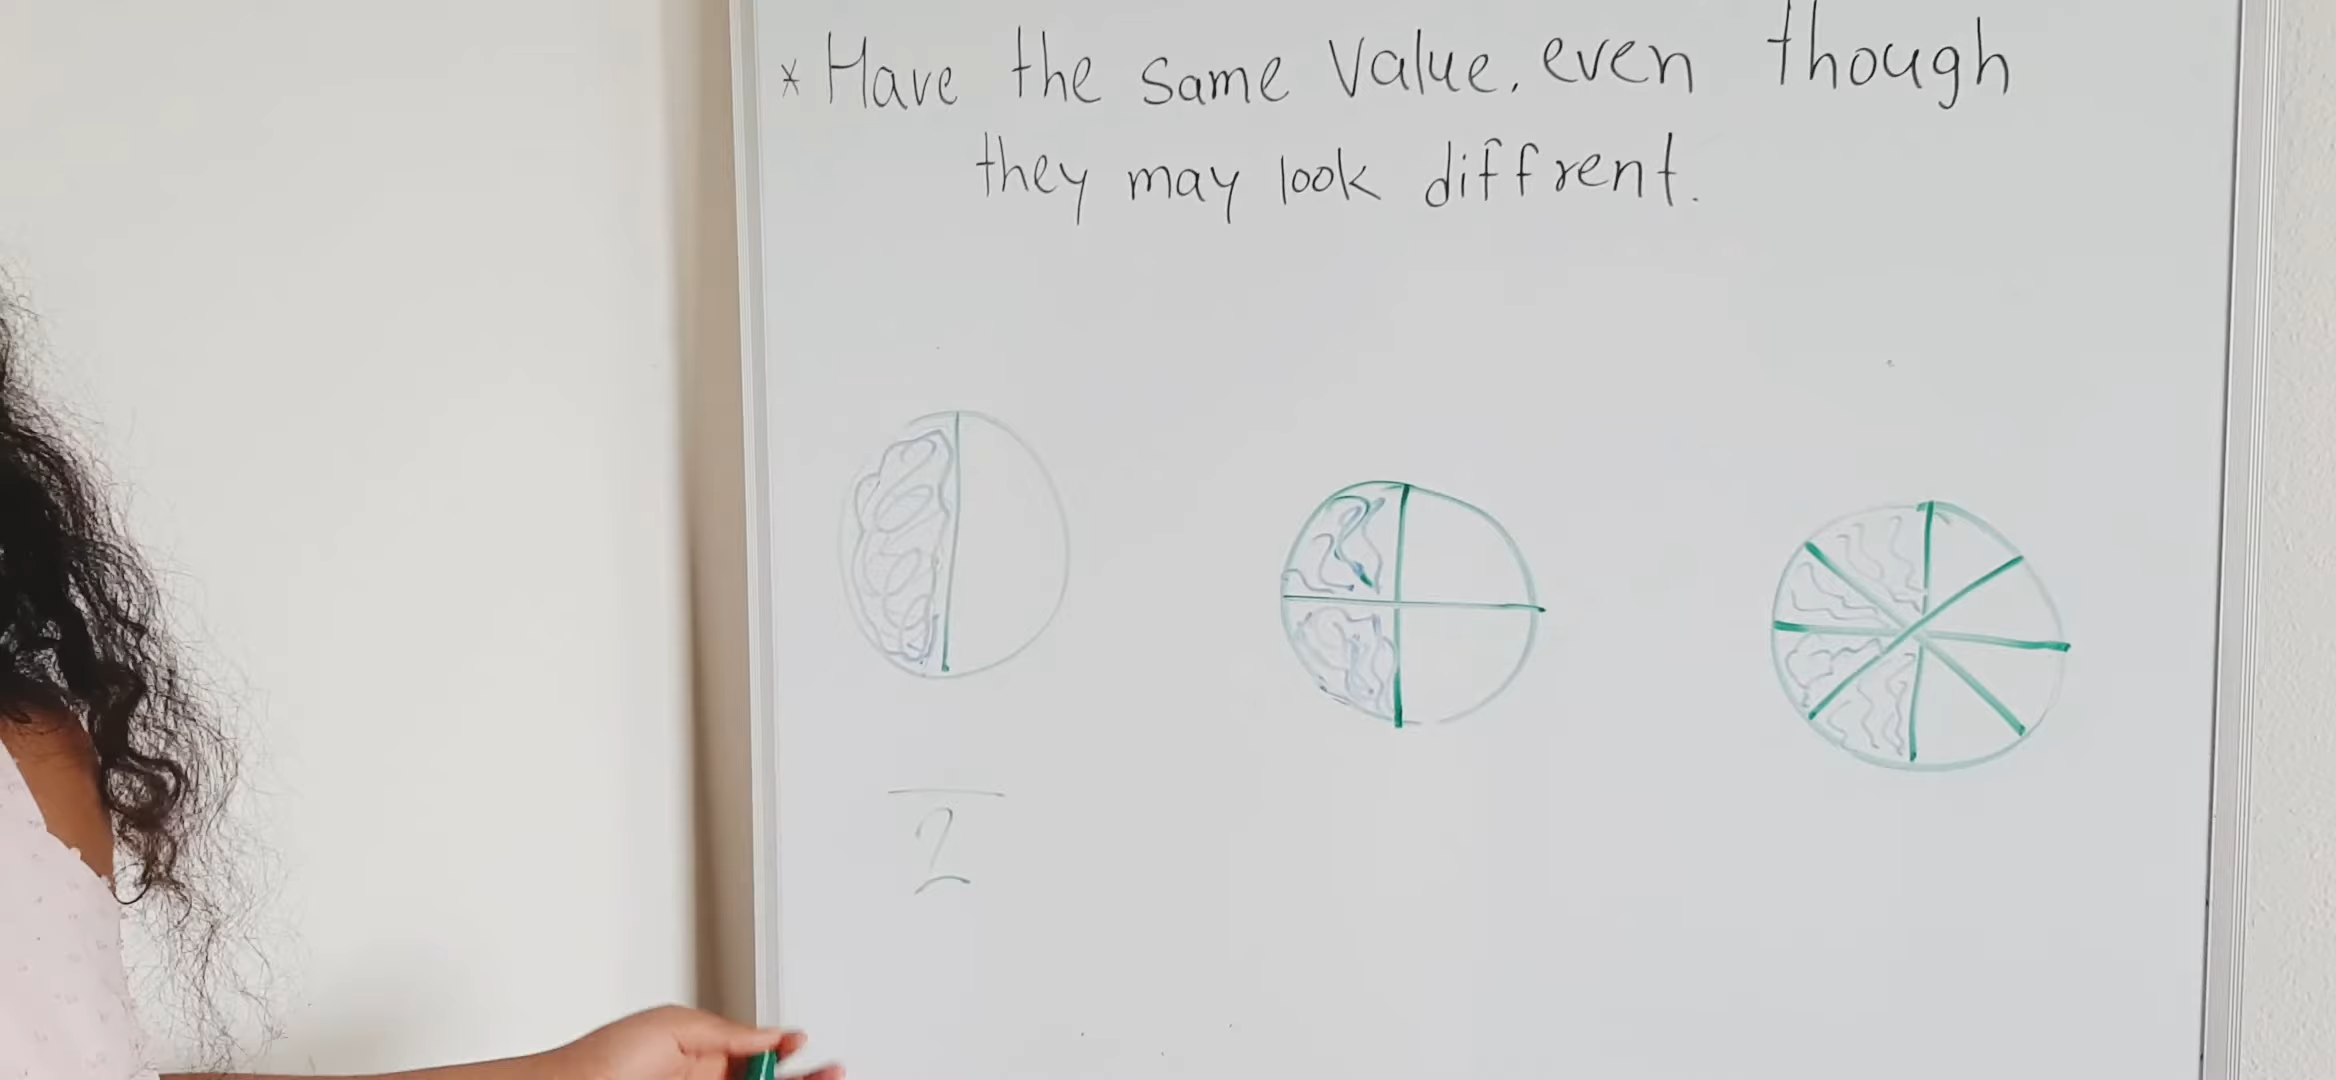 * Have the same Value, even though
they may look diffrent.
2